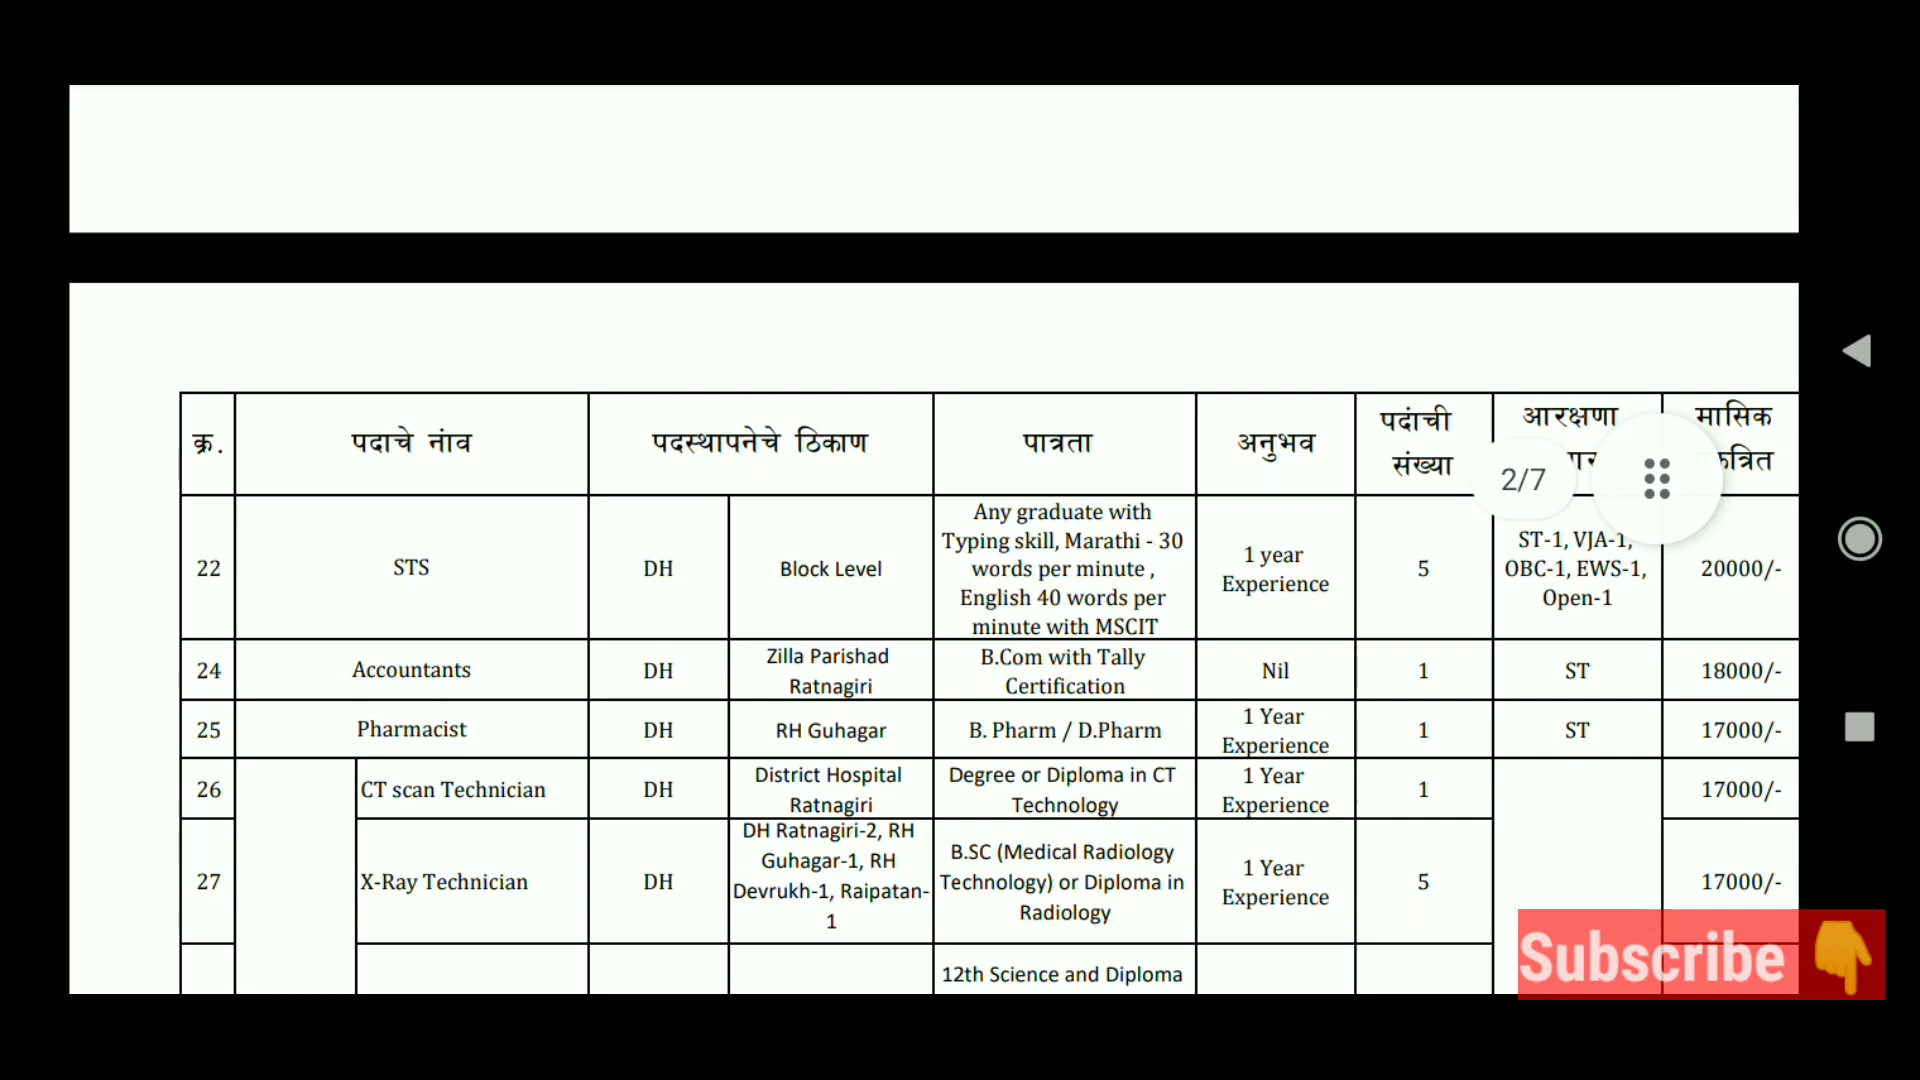 क्र. पदाचे नांव पदस्थापनेचे ठिकाण पात्रता अनुभव पदांची संख्या आरक्षणा मासिक
2/7
22 STS DH Block Level Any graduate with
Typing skill, Marathi - 30
words per minute ,
English 40 words per
minute with MSCIT
1 year
Experience
5
ST-1, VJA-1,
OBC-1, EWS-1,
Open-1
20000/-
24 Accountants DH Zilla Parishad
Ratnagiri
B.Com with Tally
Certification
Nil 1 ST 18000/-
25 Pharmacist DH RH Guhagar B. Pharm / D.Pharm 1 Year
Experience
1 ST 17000/-
26 CT scan Technician DH District Hospital
Ratnagiri
Degree or Diploma in CT
Technology
1 Year
Experience
1 17000/-
27 X-Ray Technician DH DH Ratnagiri-2, RH
Guhagar-1, RH
Devrukh-1, Raipatan-
1
B.SC (Medical Radiology
Technology) or Diploma in
Radiology
1 Year
Experience
5 17000/-
12th Science and Diploma
Subscribe